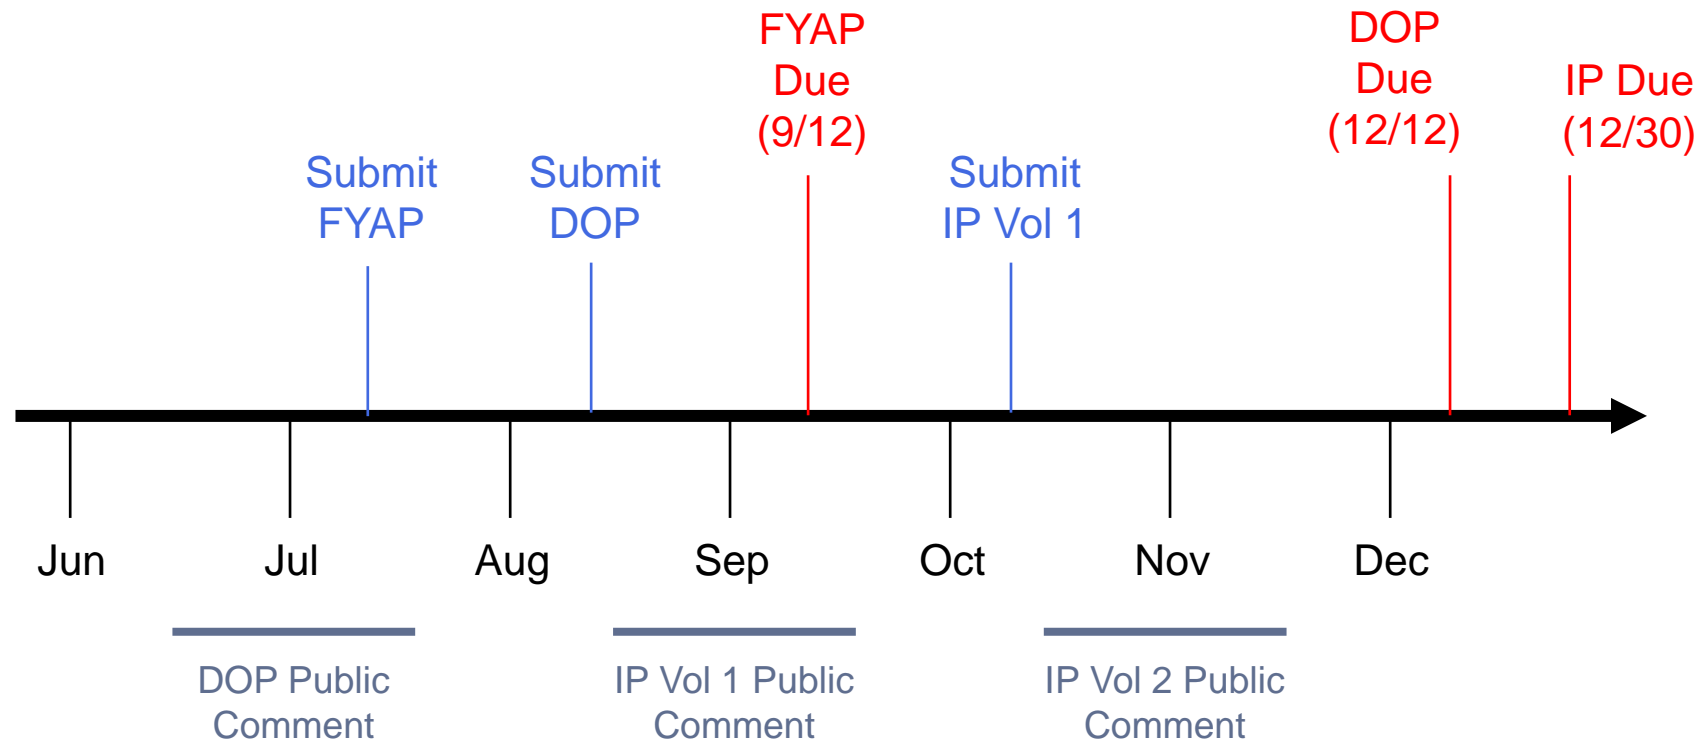 FYAP
Due
(9/12)
DOP
Due
(12/12)
IP Due
(12/30)
Submit
FYAP
Submit
DOP
Submit
IP Vol 1
Jun
Jul
Aug
Sep
Oct
Nov
Dec
DOP Public
Comment
IP Vol 1 Public
Comment
IP Vol 2 Public
Comment